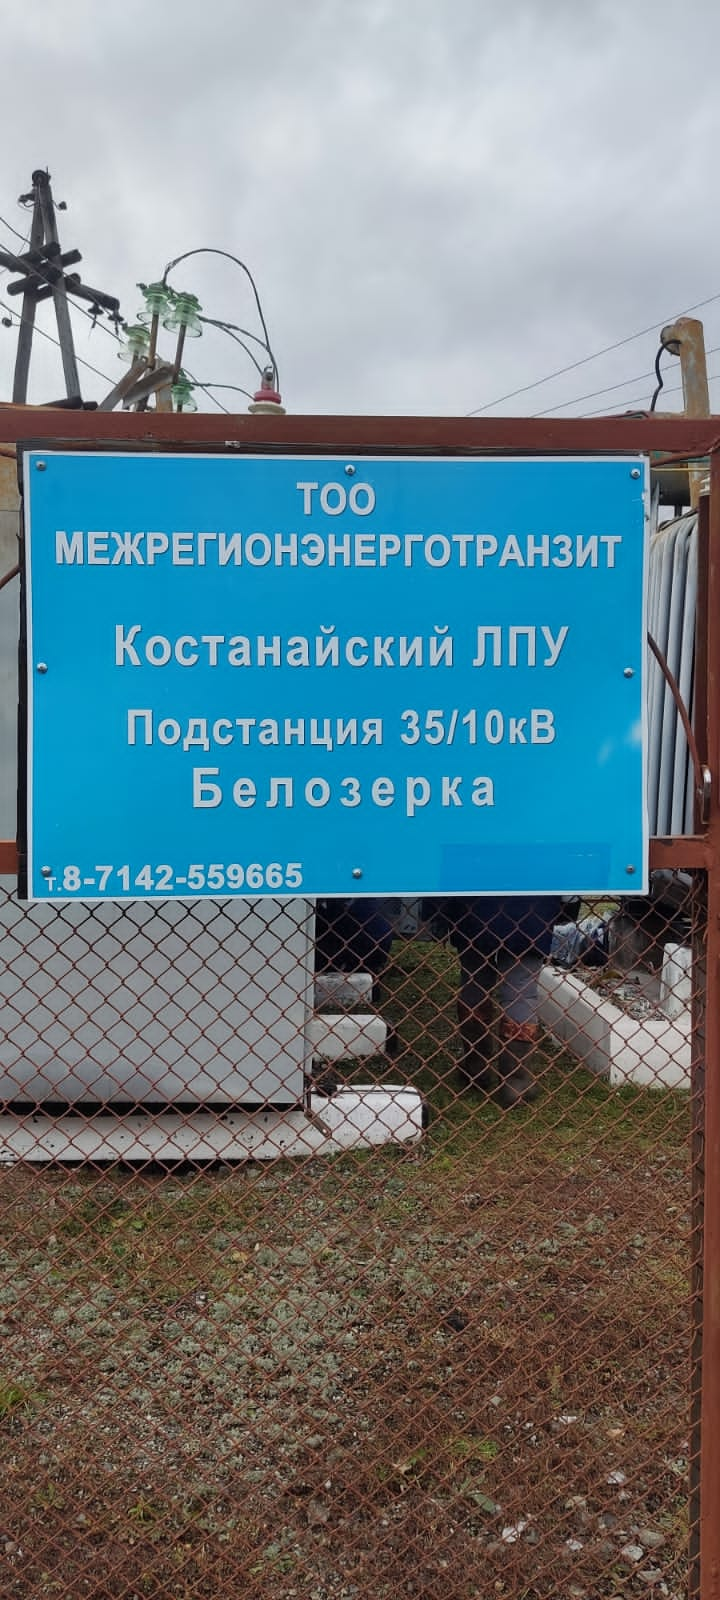 ТОО
МЕЖРЕГИОНЭНЕРГОТРАНЗИТ
Костанайский ЛПУ
Подстанция 35/10кВ
Белозерка
т.8-7142-559665